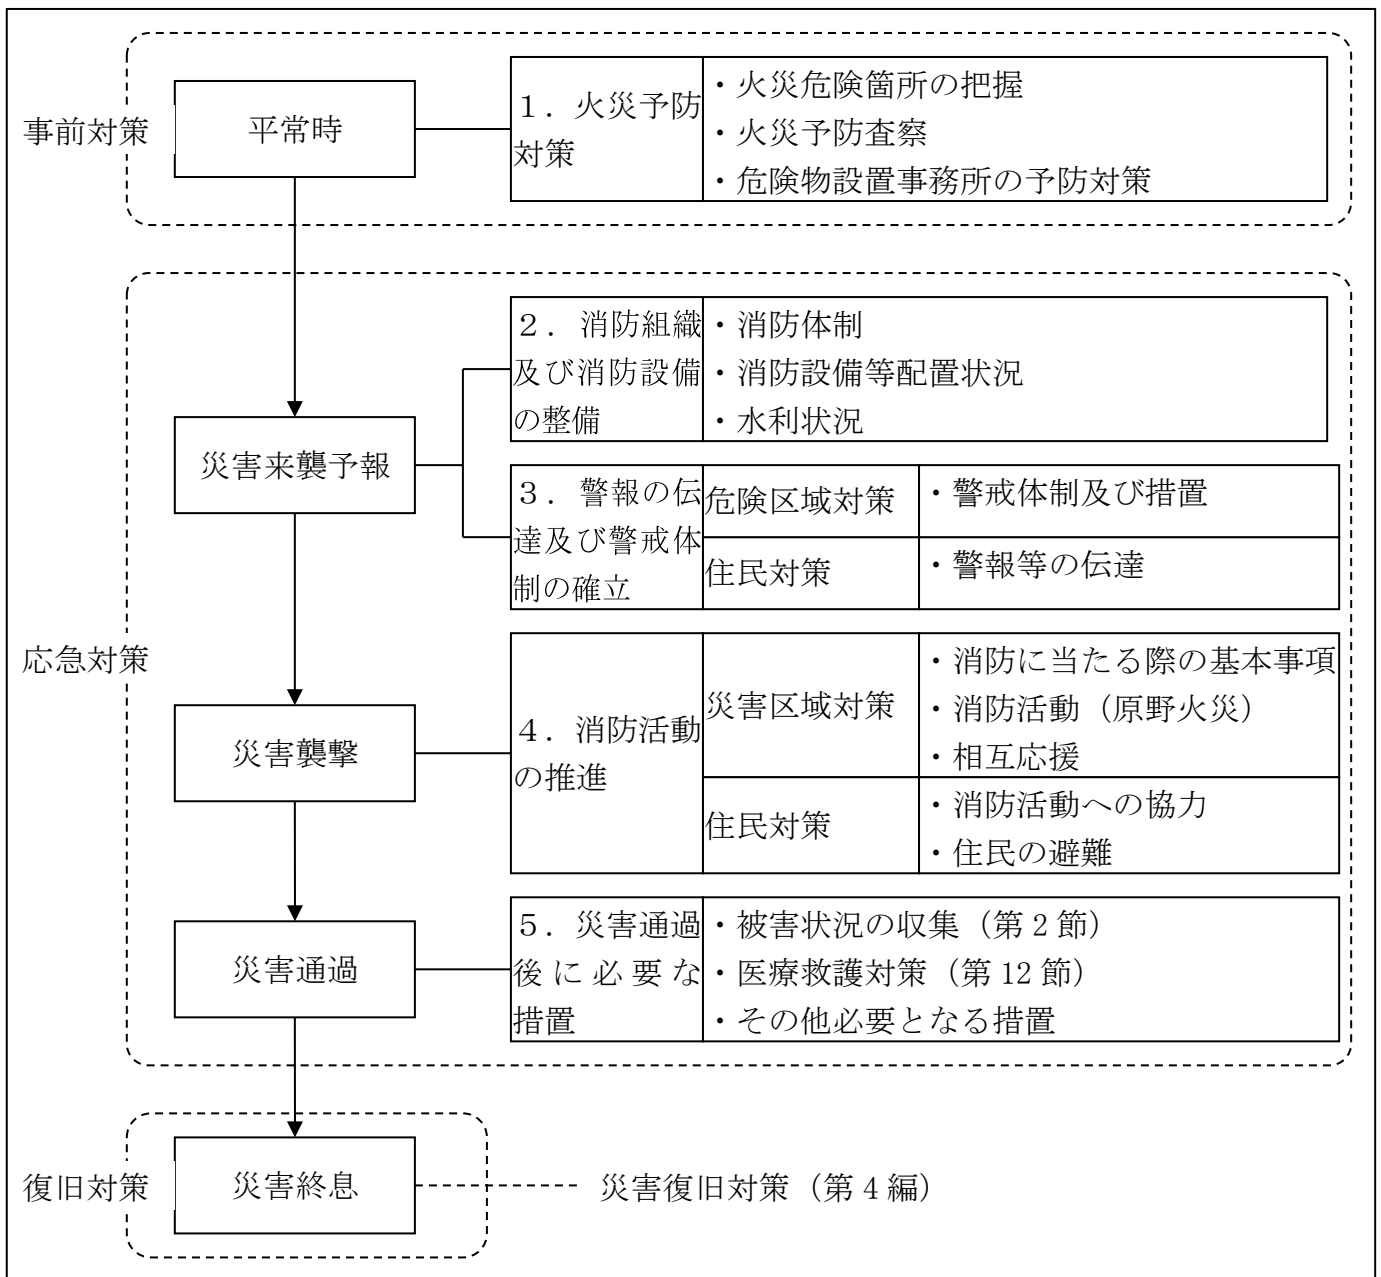 事前対策
平常時
１．火災予防
対策
・火災危険箇所の把握
・火災予防査察
・危険物設置事務所の予防対策
応急対策
災害来襲予報
２．消防組織
及び消防設備
の整備
・消防体制
・消防設備等配置状況
・水利状況
３．警報の伝
達及び警戒体
制の確立
危険区域対策
・警戒体制及び措置
住民対策
・警報等の伝達
災害襲撃
４．消防活動
の推進
災害区域対策
・消防に当たる際の基本事項
・消防活動（原野火災）
・相互応援
住民対策
・消防活動への協力
・住民の避難
災害通過
５．災害通過
後に必要な
措置
・被害状況の収集（第２節）
・医療救護対策（第 12 節）
・その他必要となる措置
復旧対策
災害終息
災害復旧対策（第４編）